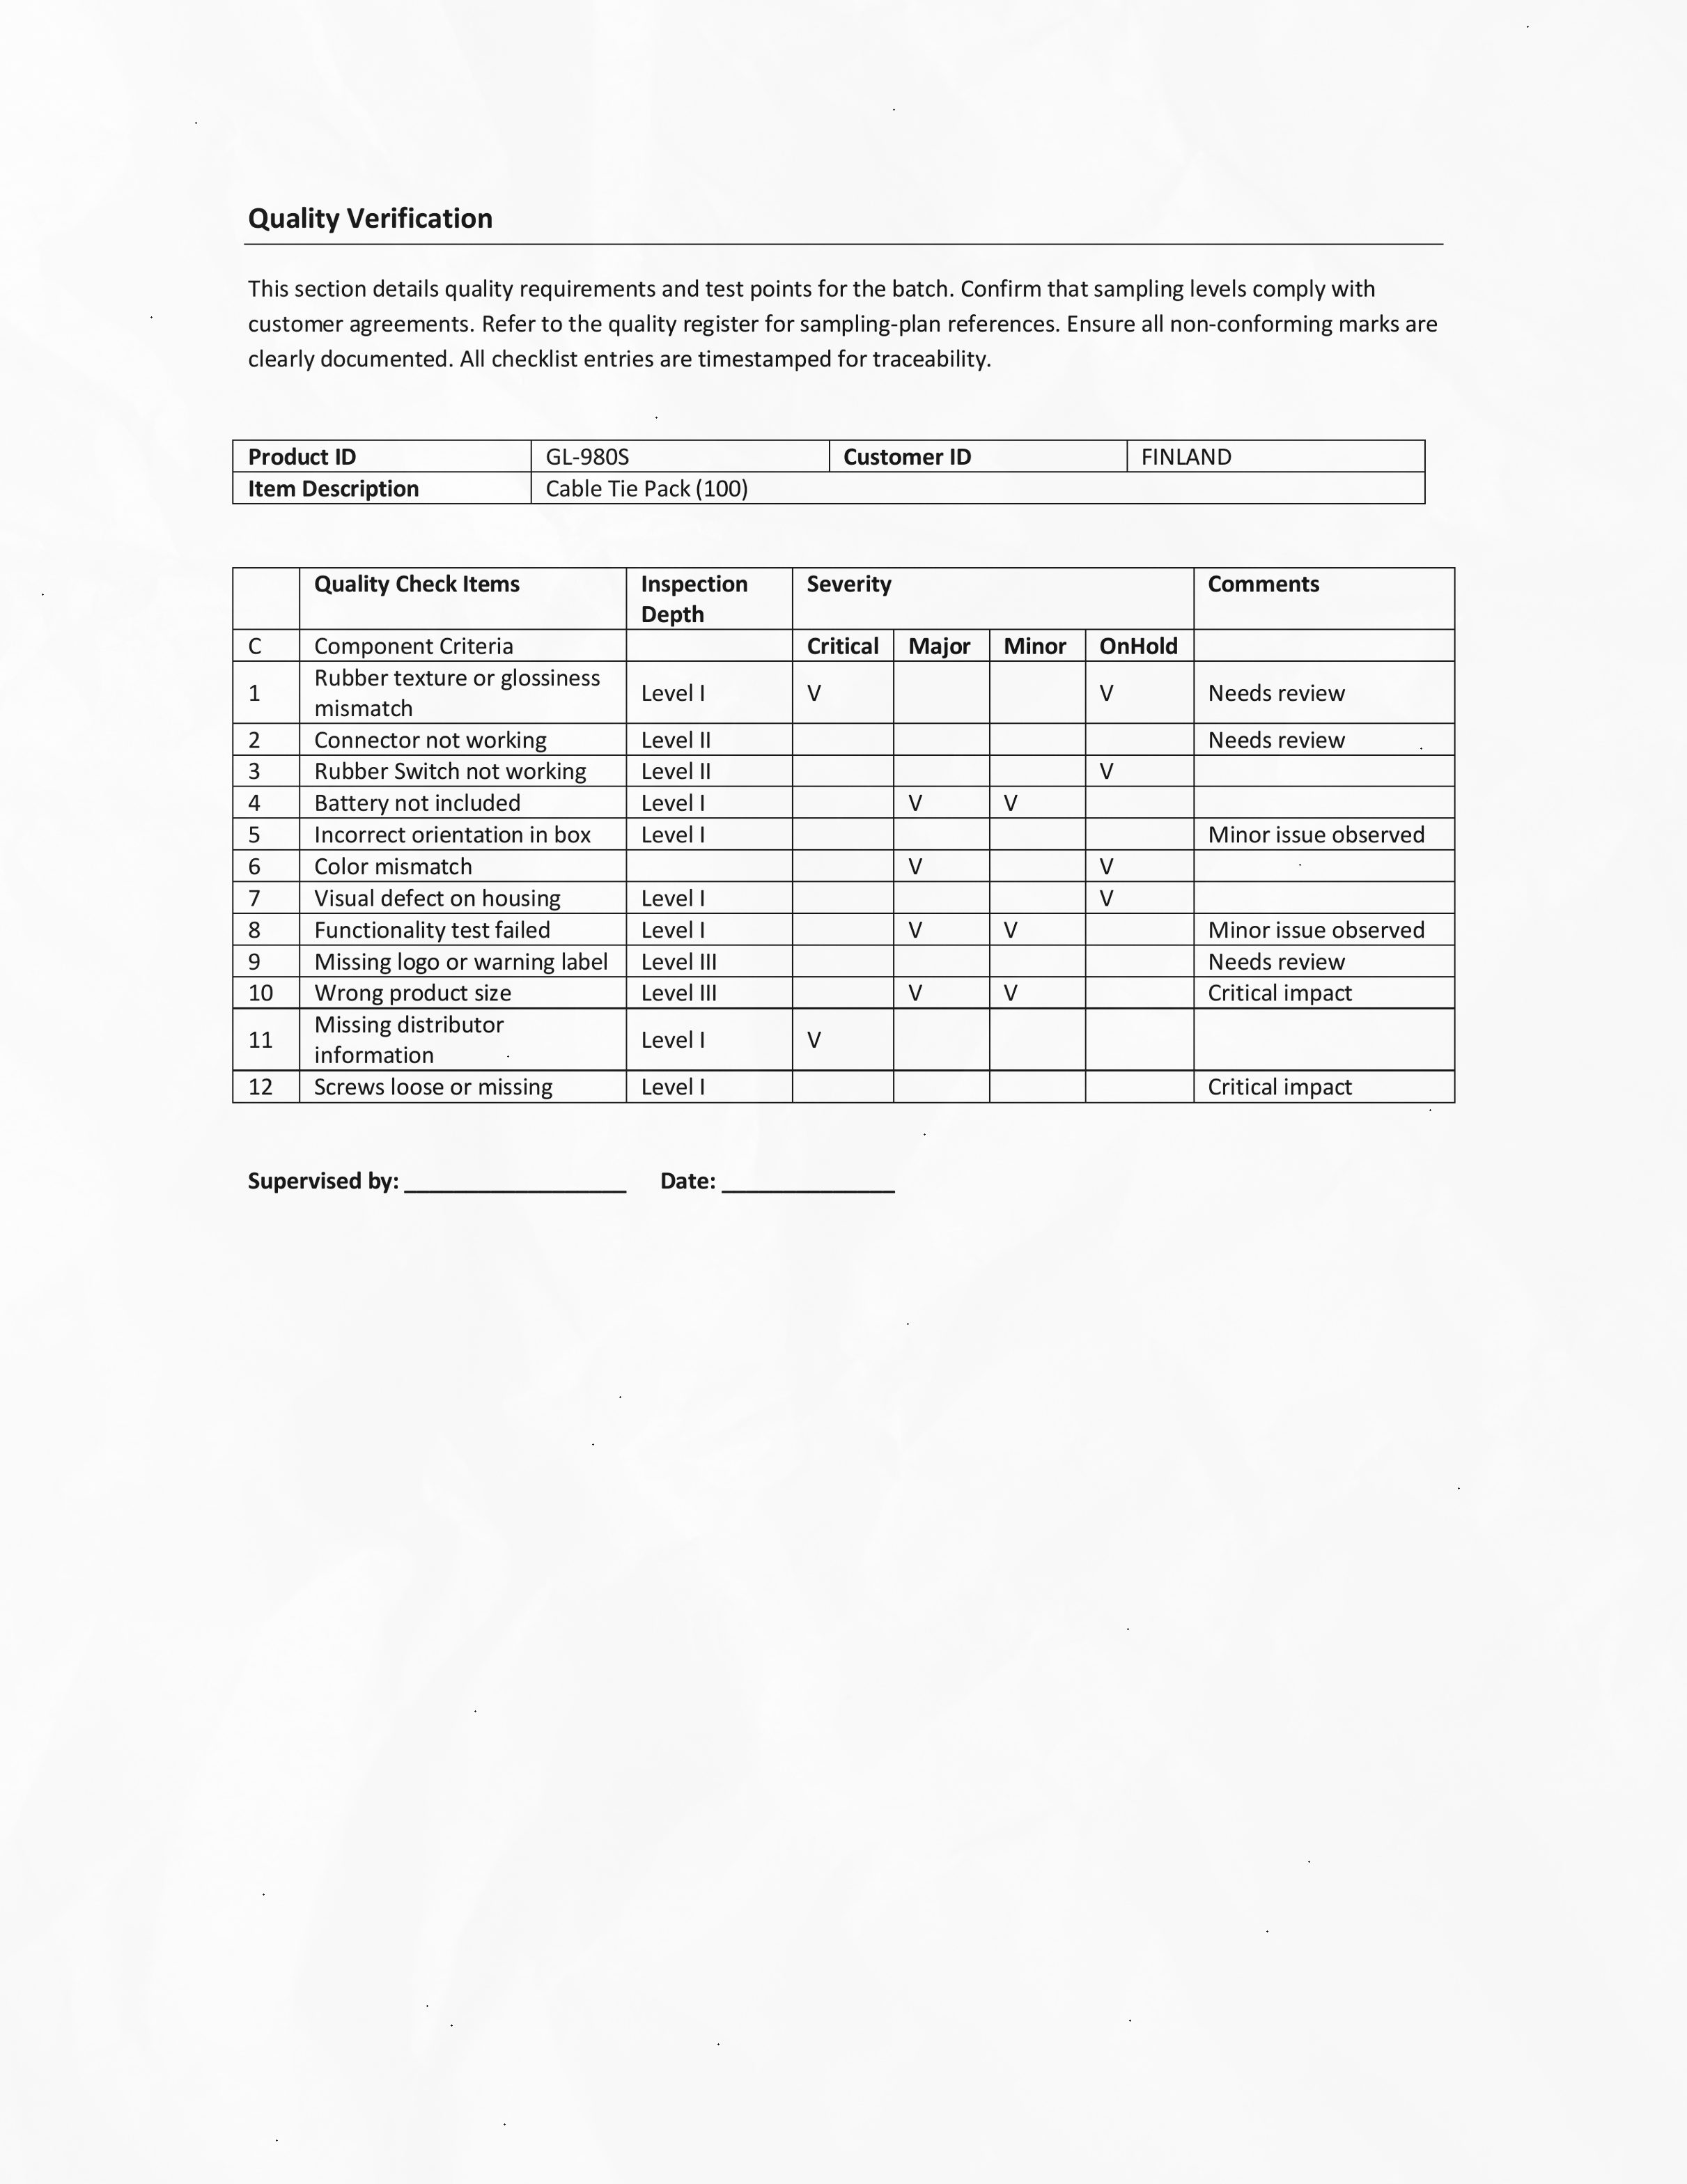 Quality Verification
This section details quality requirements and test points for the batch. Confirm that sampling levels comply with
customer agreements. Refer to the quality register for sampling-plan references. Ensure all non-conforming marks are
clearly documented. All checklist entries are timestamped for traceability.
Product ID GL-980S Customer ID FINLAND
Item Description Cable Tie Pack (100)
Quality Check Items Inspection Severity Comments
Depth
C Component Criteria Critical Major Minor OnHold
Rubber texture or glossiness
1 Level I V V Needs review
mismatch
2 Connector not working Level II Needs review
3 Rubber Switch not working Level II V
4 Battery not included Level I V V
5 Incorrect orientation in box Level I Minor issue observed
6 Color mismatch V V
7 Visual defect on housing Level I V
8 Functionality test failed Level I V V Minor issue observed
9 Missing logo or warning label Level III Needs review
10 Wrong product size Level III V V Critical impact
Missing distributor
11 Level I V
information
12 Screws loose or missing Level I Critical impact
Supervised by: __________________ Date: ______________